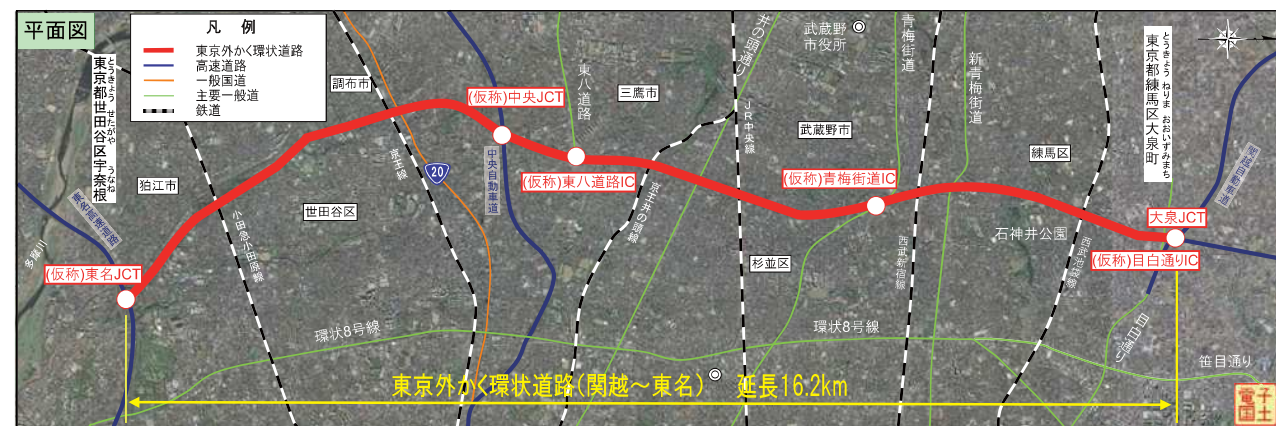 平面図
凡 例
東京外かく環状道路
高速道路
一般国道
主要一般道
鉄道
とうきょう せたがや うなね
東京都世田谷区宇奈根
狛江市
調布市
世田谷区
三鷹市
武蔵野市
杉並区
練馬区
武蔵野
市役所
とうきょう ねりま おおいずみまち
東京都練馬区大泉町
(仮称)東名JCT
(仮称)中央JCT
(仮称)東八道路IC
(仮称)青梅街道IC
大泉JCT
(仮称)目白通りIC
多摩川
東名高速道路
小田急小田原線
京王線
20
中央自動車道
東八道路
京王井の頭線
井の頭通り
JR中央線
青梅街道
新青梅街道
西武新宿線
石神井公園
西武池袋線
関越自動車道
目白通り
笹目通り
環状8号線
環状8号線
東京外かく環状道路(関越~東名) 延長16.2km
電子
国土